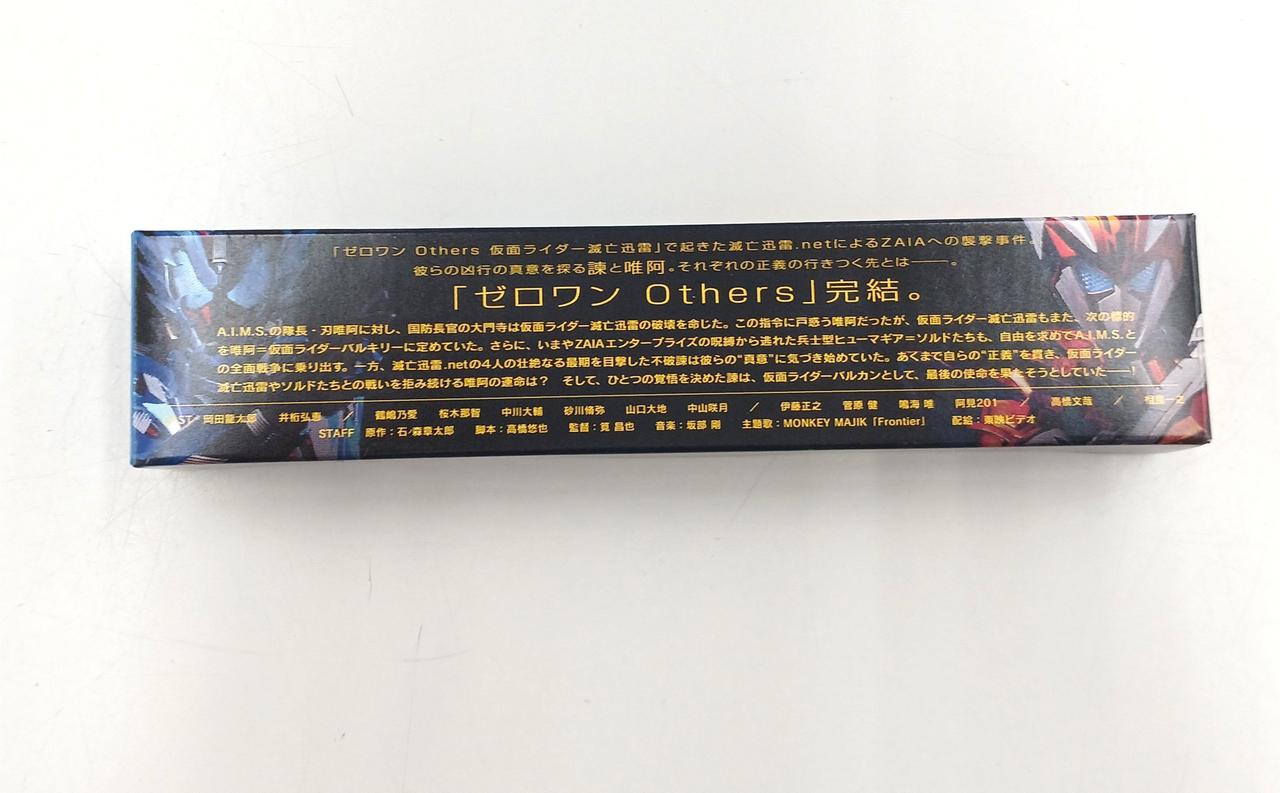 「ゼロワン Others 仮面ライダー滅亡迅雷」で起きた滅亡迅雷.netによるZAIAへの襲撃事件。
彼らの凶行の真意を探る諫と唯阿。それぞれの正義の行きつく先とは──。
「ゼロワン Others」完結。
A.I.M.S.の隊長・刃唯阿に対し、国防長官の大門寺は仮面ライダー滅亡迅雷の破壊を命じた。この指令に戸惑う唯阿だったが、仮面ライダー滅亡迅雷もまた、次の標的
を唯阿=仮面ライダーバルキリーに定めていた。さらに、いまやZAIAエンタープライズの呪縛から逃れた兵士型ヒューマギア=ソルドたちも、自由を求めてA.I.M.S.と
の全面戦争に乗り出す。一方、滅亡迅雷.netの4人の壮絶なる最期を目撃した不破諫は彼らの“真意”に気づき始めていた。あくまで自らの“正義”を貫き、仮面ライダー
滅亡迅雷やソルドたちとの戦いを拒み続ける唯阿の運命は? そして、ひとつの覚悟を決めた諫は、仮面ライダーバルカンとして、最後の使命を果たそうとしていた──!
岡田龍太郎 井桁弘恵 / 鶴嶋乃愛 桜木那智 中川大輔 砂川脩弥 山口大地 中山咲月 / 伊藤正之 菅原 健 鳴海 唯 阿見201 / 高橋文哉 /
STAFF 原作:石ノ森章太郎 脚本:高橋悠也 監督:筧 昌也 音楽:坂部 剛 主題歌:MONKEY MAJIK「Frontier」 配給:東映ビデオ